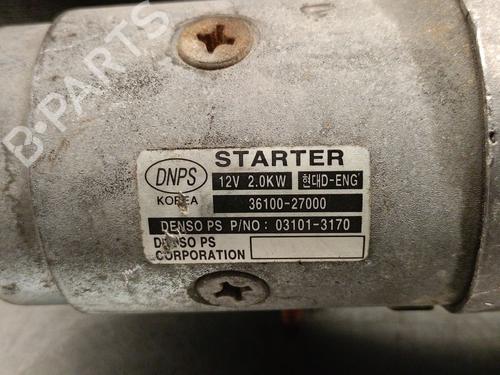 B-PARTS
STARTER
DNPS
12V 2.0KW 현대D-ENG'
KOREA
36100-27000
DENSO PS P/NO: 03101-3170
DENSO PS
CORPORATION